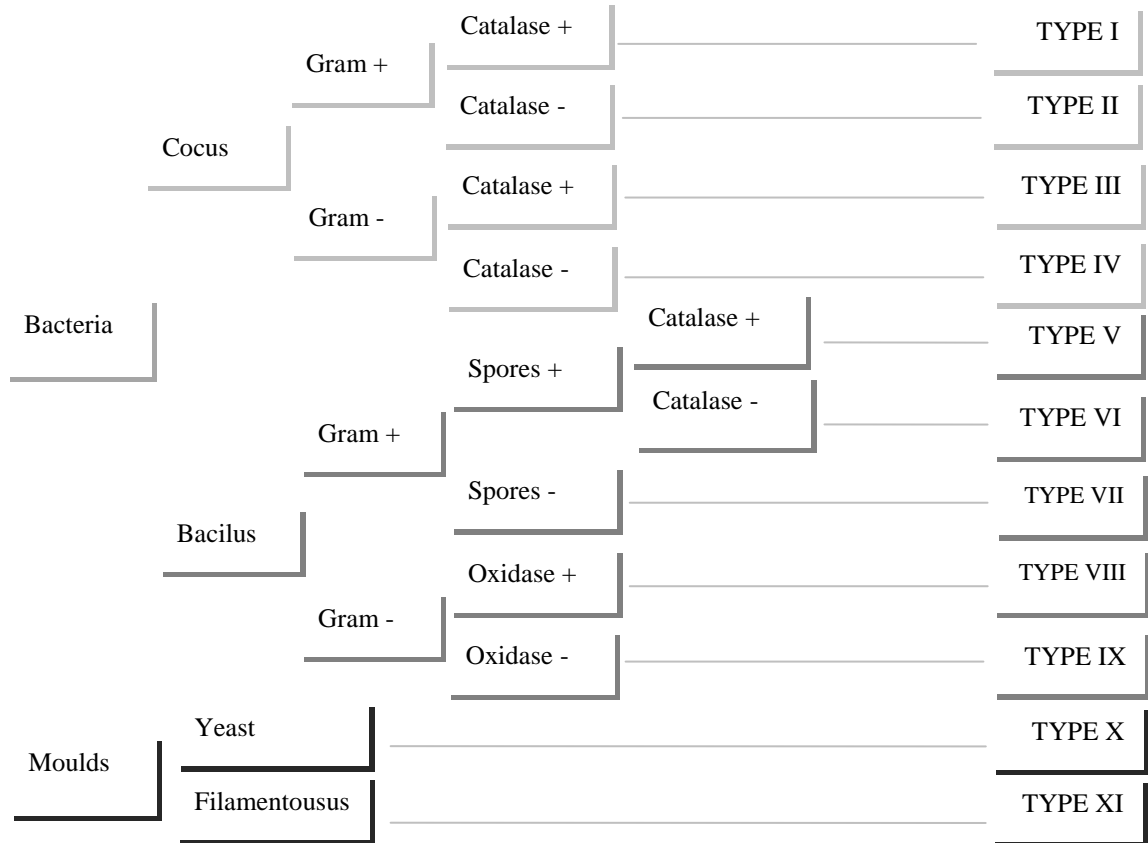 Catalase + TYPE I
Gram +
Catalase - TYPE II
Cocus
Catalase + TYPE III
Gram -
Catalase - TYPE IV
Bacteria
Catalase + TYPE V
Spores +
Catalase - TYPE VI
Gram +
Spores - TYPE VII
Bacilus
Oxidase + TYPE VIII
Gram -
Oxidase - TYPE IX
Yeast TYPE X
Moulds
Filamentousus TYPE XI